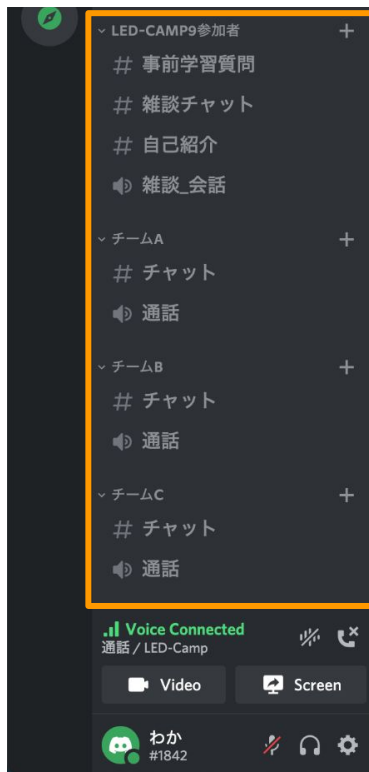 LED-CAMP9参加者
事前学習質問
雑談チャット
自己紹介
雑談_会話
チームA
チャット
通話
チームB
チャット
通話
チームC
チャット
通話
Voice Connected
通話 / LED-Camp
Video
Screen
わか
#1842